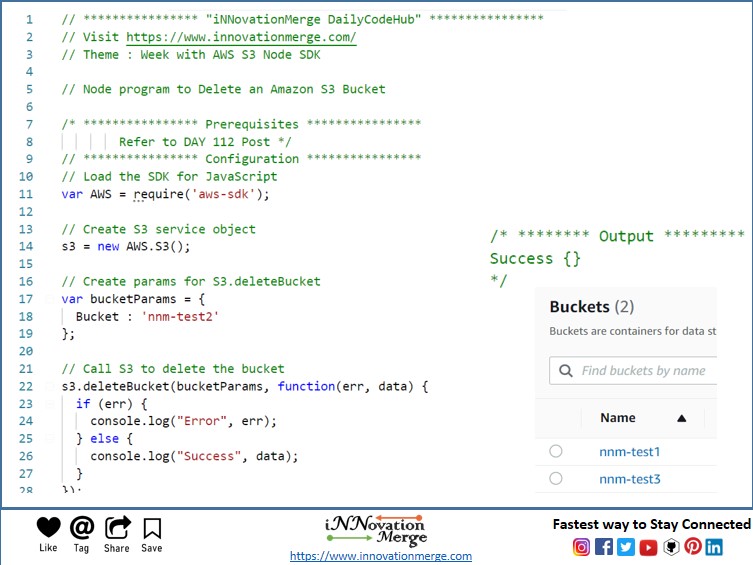 1 // **************** "iNNovationMerge DailyCodeHub" ****************
2 // Visit https://www.innovationmerge.com/
3 // Theme : Week with AWS S3 Node SDK
4
5 // Node program to Delete an Amazon S3 Bucket
6
7 /* **************** Prerequisites ****************
8 Refer to DAY 112 Post */
9 // **************** Configuration ****************
10 // Load the SDK for JavaScript
11 var AWS = require('aws-sdk');
12
13 // Create S3 service object
14 s3 = new AWS.S3();
15
16 // Create params for S3.deleteBucket
17 var bucketParams = {
18 Bucket : 'nnm-test2'
19 };
20
21 // Call S3 to delete the bucket
22 s3.deleteBucket(bucketParams, function(err, data) {
23 if (err) {
24 console.log("Error", err);
25 } else {
26 console.log("Success", data);
27 }
28 });
/* ******** Output *********
Success {}
*/
Buckets (2)
Buckets are containers for data st
Find buckets by name
Name
nnm-test1
nnm-test3
Like Tag Share Save
iNNovation
Merge
https://www.innovationmerge.com
Fastest way to Stay Connected